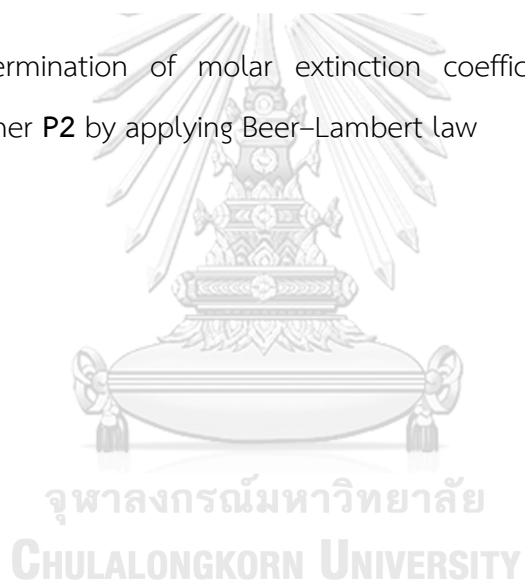 ermination of molar extinction coeffic
ner P2 by applying Beer–Lambert law
จุฬาลงกรณ์มหาวิทยาลัย
CHULALONGKORN UNIVERSITY